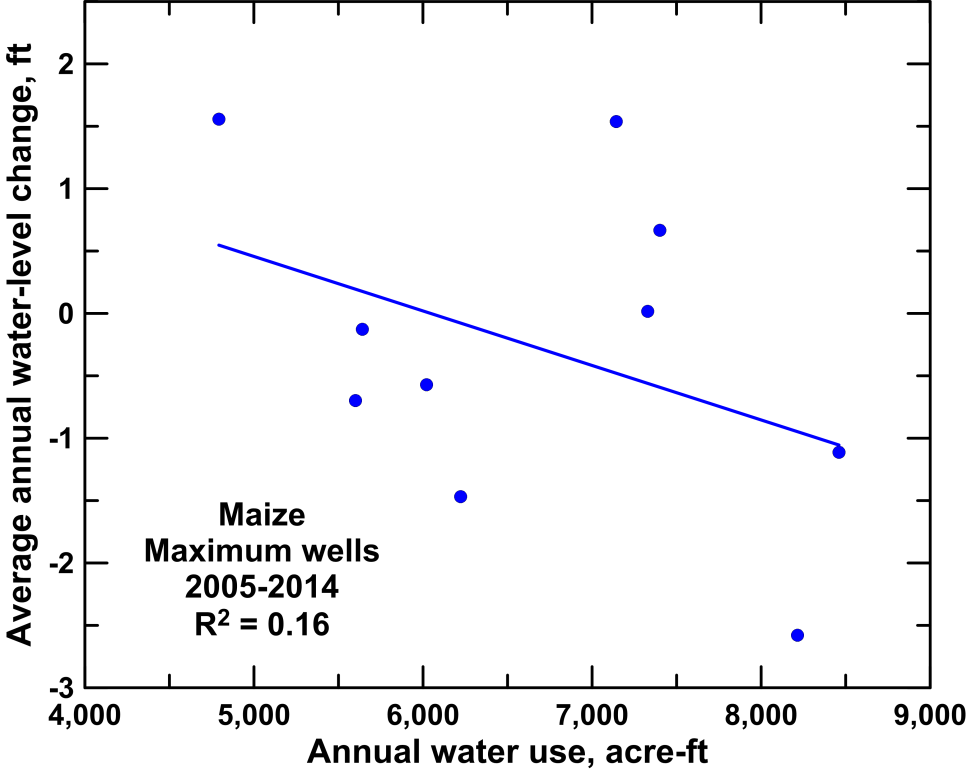 Average annual water-level change, ft
2
1
0
-1
-2
-3
Maize
Maximum wells
2005-2014
R² = 0.16
4,000 5,000 6,000 7,000 8,000 9,000
Annual water use, acre-ft